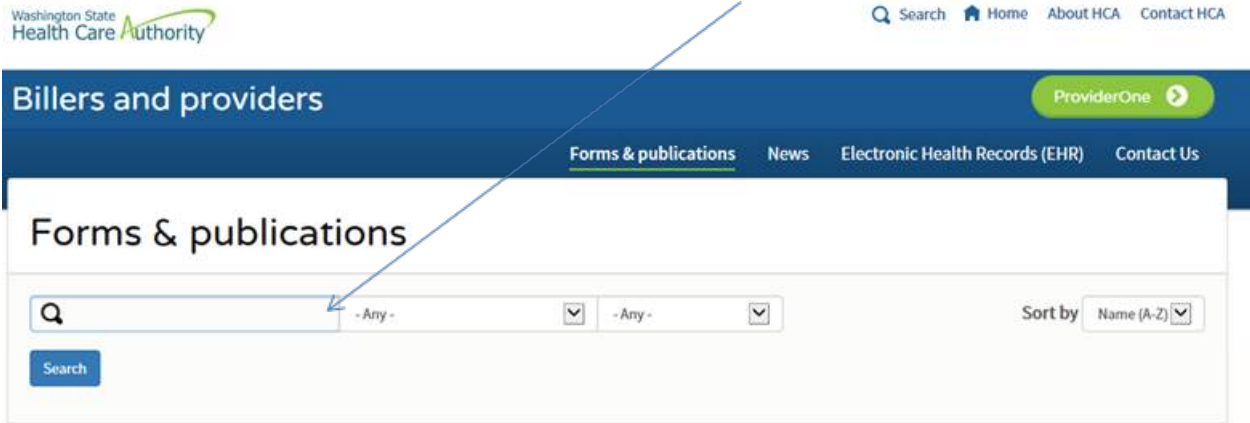 Washington State
Health Care Authority
Search Home About HCA Contact HCA
Billers and providers
ProviderOne
Forms & publications News Electronic Health Records (EHR) Contact Us
Forms & publications
- Any - - Any - Sort by Name (A-Z)
Search